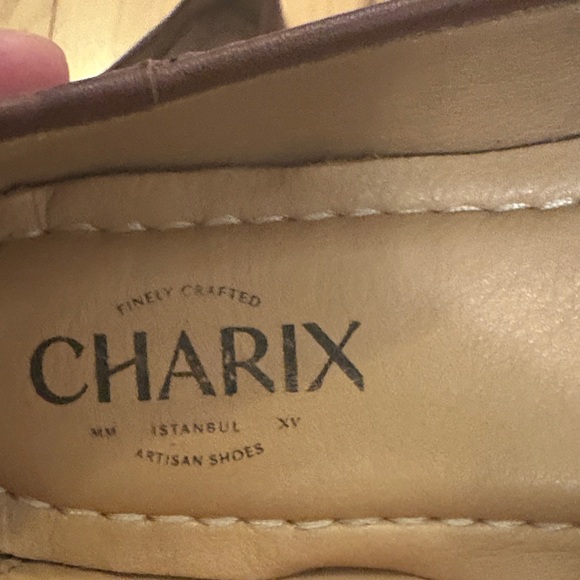 FINELY CRAFTED
CHARIX
MM ISTANBUL XV
ARTISAN SHOES